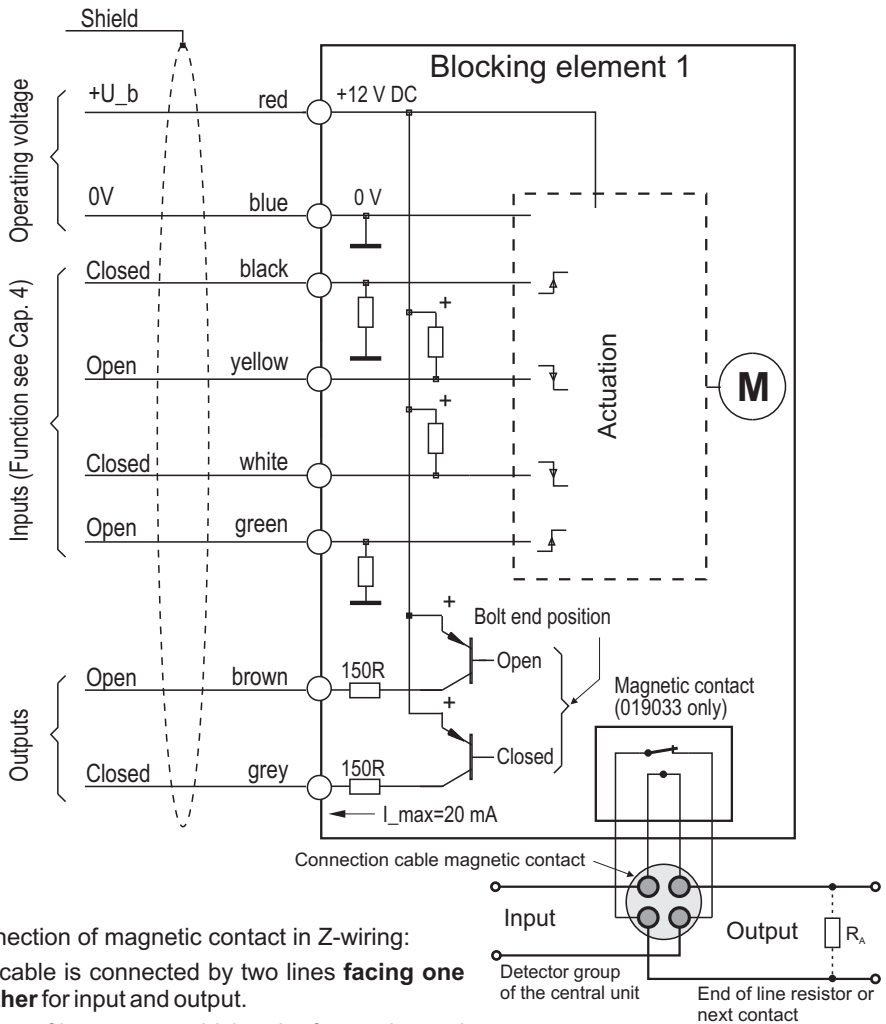 Shield
Blocking element 1
Operating voltage
+U_b
red
+12 V DC
0V
blue
0 V
Inputs (Function see Cap. 4)
Closed
black
+
Open
yellow
+
Closed
white
Open
green
Actuation
M
+
Bolt end position
Open
Outputs
Open
brown
150R
+
Closed
Closed
grey
150R
I_max=20 mA
Magnetic contact
(019033 only)
Connection cable magnetic contact
Input
Output
RA
Detector group
of the central unit
End of line resistor or
next contact
nection of magnetic contact in Z-wiring:
cable is connected by two lines facing one
ther for input and output.